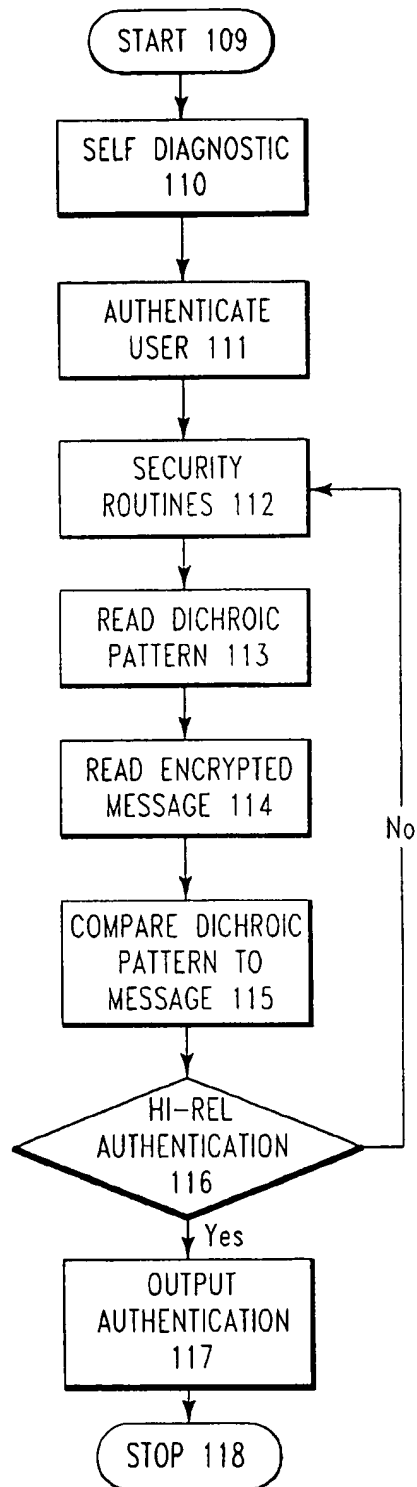 START 109
SELF DIAGNOSTIC
110
AUTHENTICATE
USER 111
SECURITY
ROUTINES 112
READ DICHROIC
PATTERN 113
READ ENCRYPTED
MESSAGE 114
No
COMPARE DICHROIC
PATTERN TO
MESSAGE 115
HI-REL
AUTHENTICATION
116
Yes
OUTPUT
AUTHENTICATION
117
STOP 118